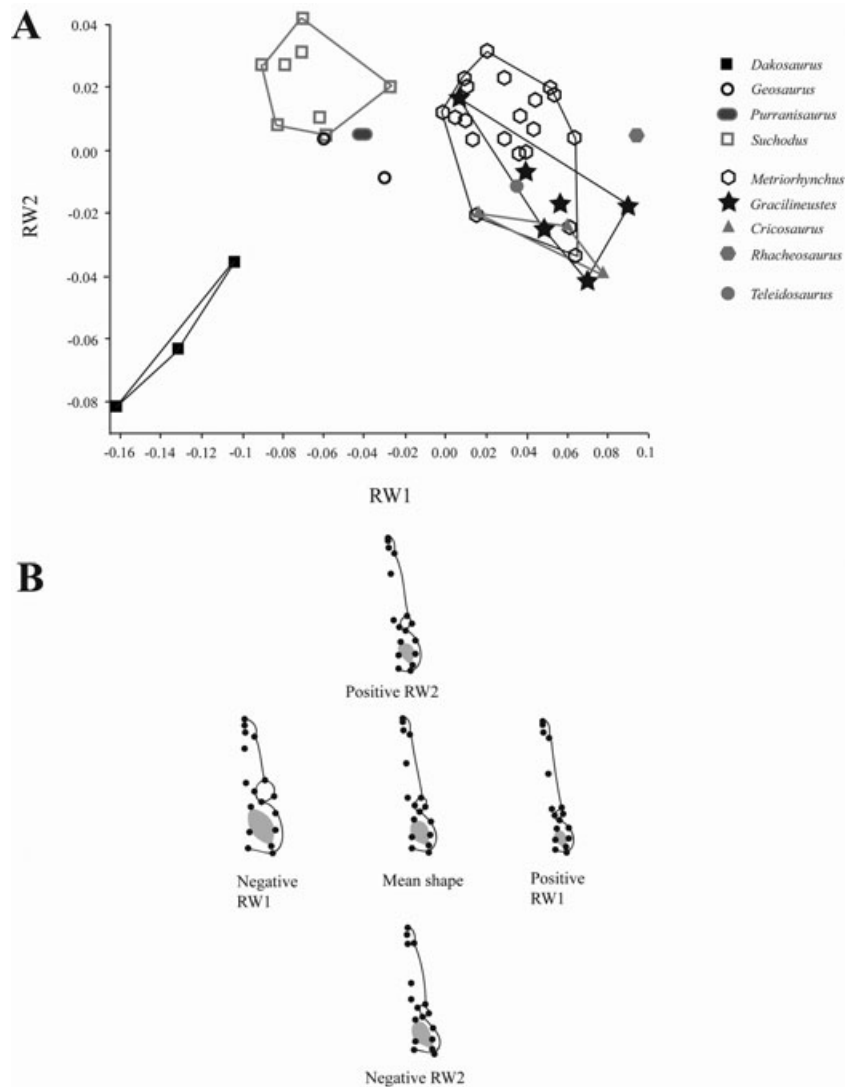 A
0.04
0.02
0.00
-0.02
-0.04
-0.06
-0.08
RW2
-0.16 -0.14 -0.12 -0.1 -0.08 -0.06 -0.04 -0.02 0.00 0.02 0.04 0.06 0.08 0.1
RW1
Dakosaurus
Geosaurus
Purranisaurus
Suchodus
Metriorhynchus
Gracilineustes
Cricosaurus
Rhacheosaurus
Teleidosaurus
B
Positive RW2
Negative
RW1
Mean shape
Positive
RW1
Negative RW2